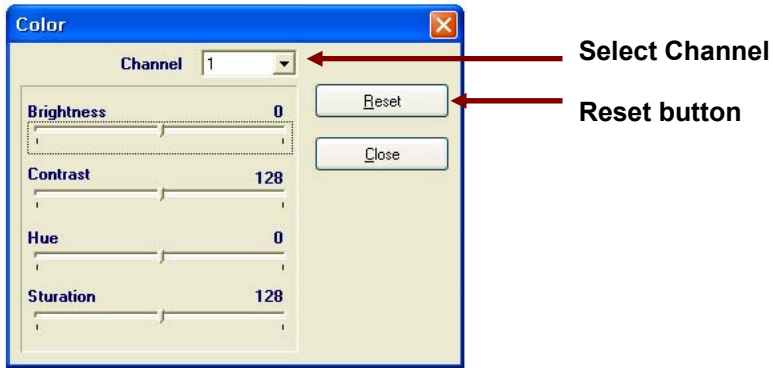 Color
Channel 1
Select Channel
Reset
Reset button
Brightness 0
Close
Contrast 128
Hue 0
Sturation 128